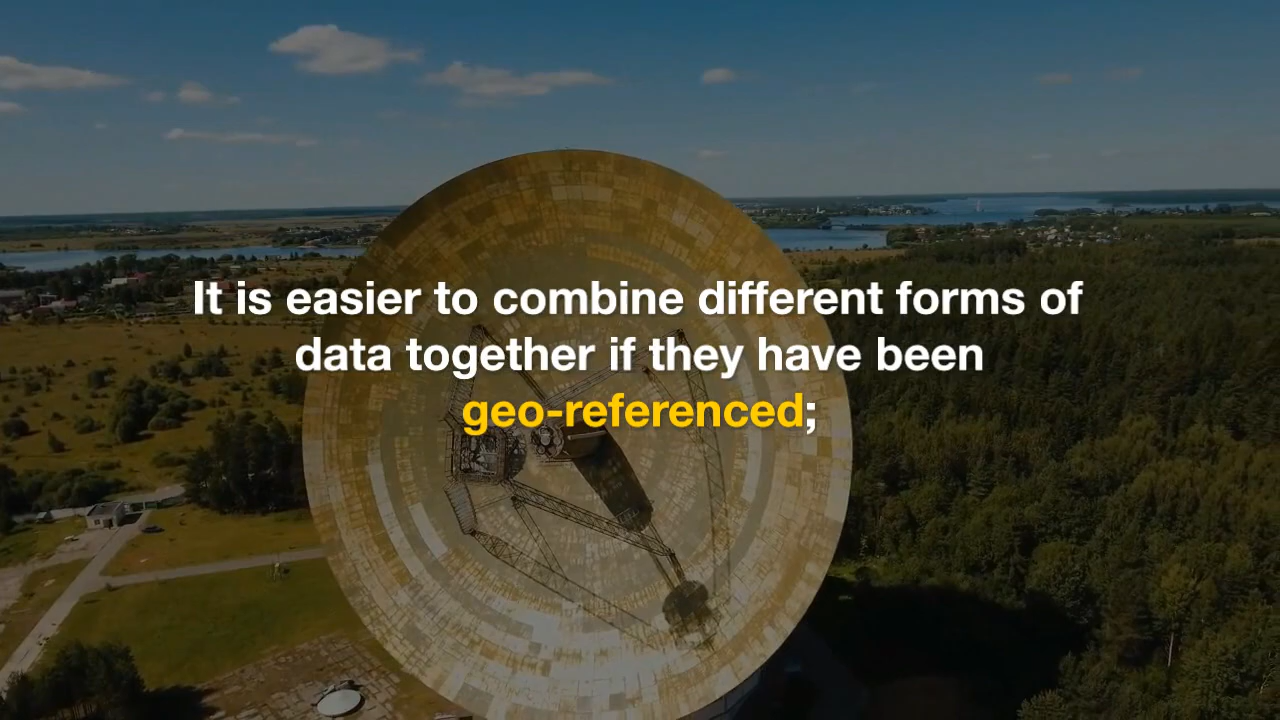 It is easier to combine different forms of
data together if they have been
geo-referenced;